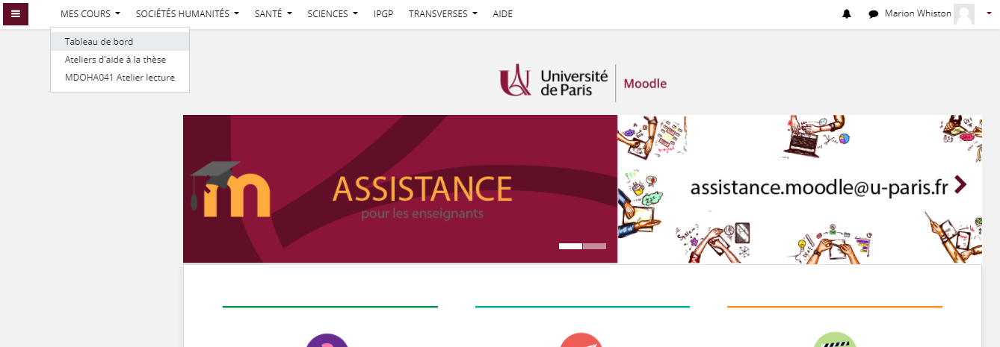 MES COURS SOCIÉTÉS HUMANITÉS SANTÉ SCIENCES IPGP TRANSVERSES AIDE Marion Whiston
Tableau de bord
Ateliers d'aide à la thèse
MDOHA041 Atelier lecture
Université
de Paris
Moodle
m
ASSISTANCE
pour les enseignants
assistance.moodle@u-paris.fr